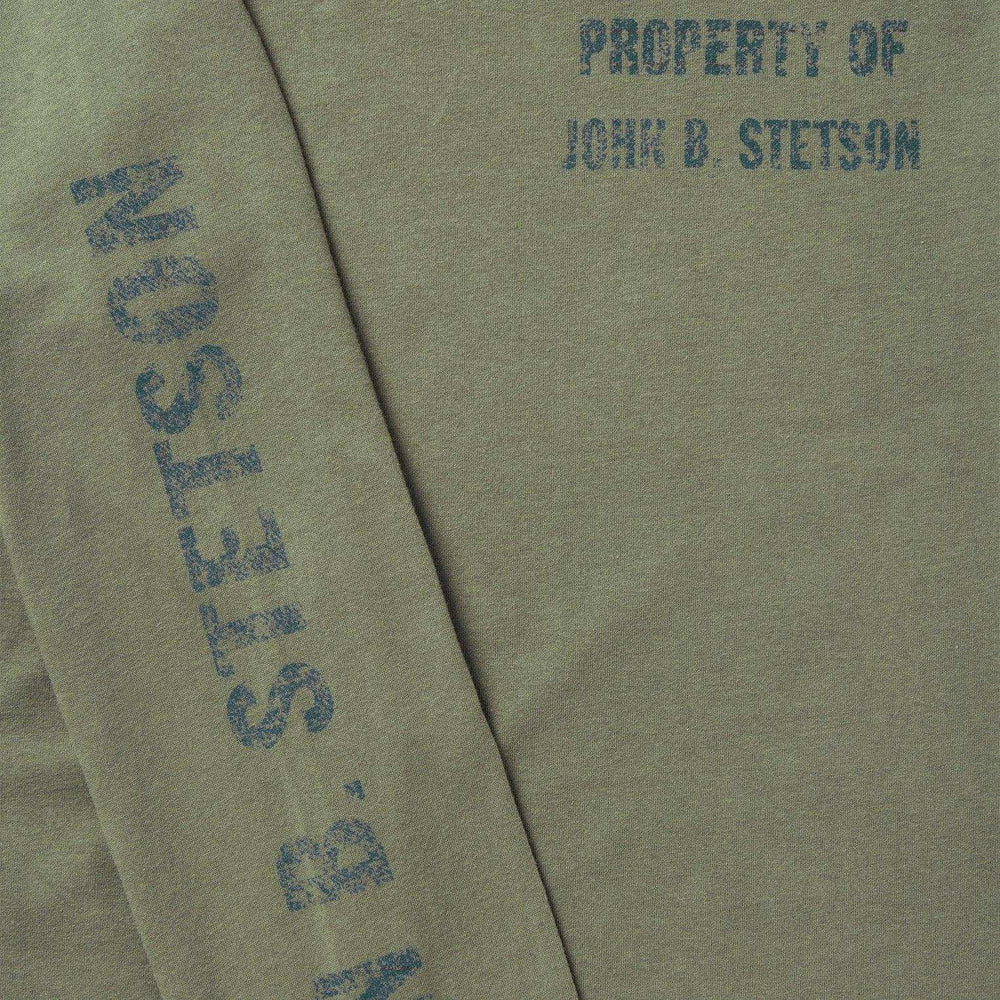 PROPERTY OF
JOHN B. STETSON
N B. STETSON